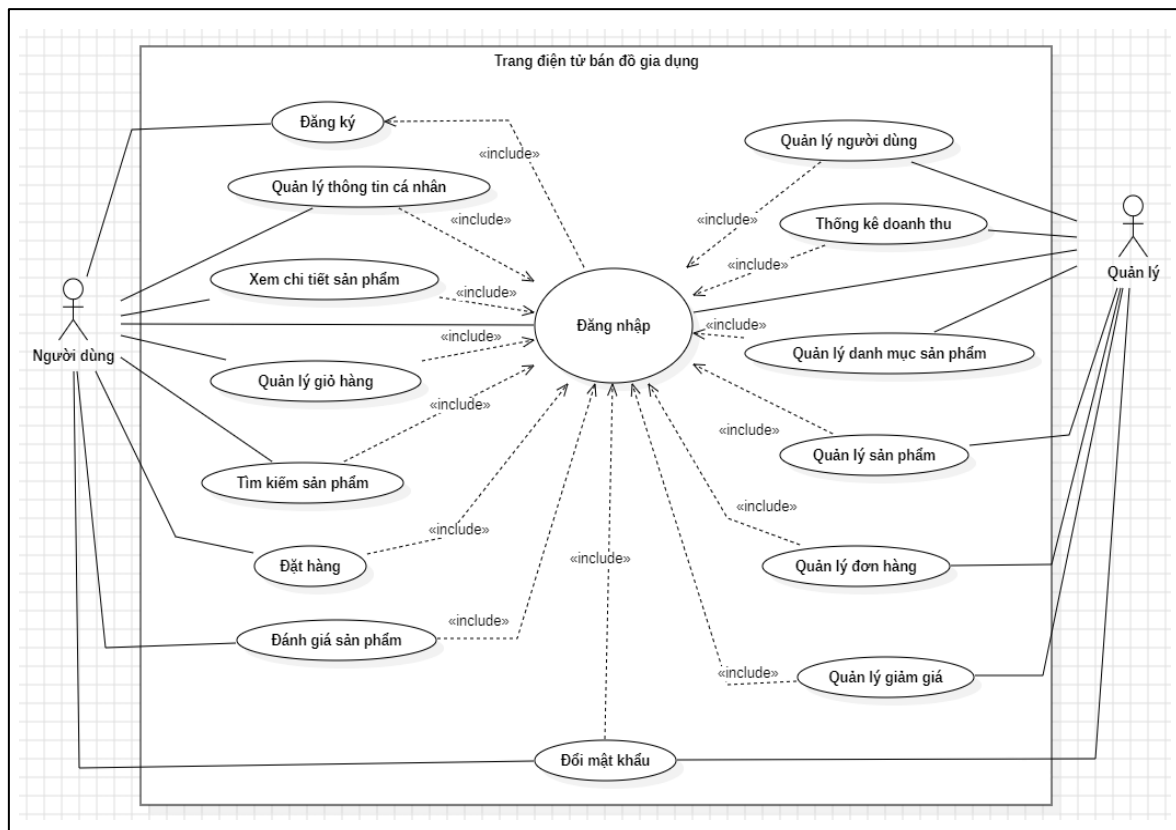 Trang điện tử bán đồ gia dụng
Đăng ký
«include»
Quản lý người dùng
Quản lý thông tin cá nhân
«include»
«include»
Thống kê doanh thu
Xem chi tiết sản phẩm
«include»
«include»
Quản lý
Đăng nhập
«include»
Người dùng
«include»
Quản lý danh mục sản phẩm
Quản lý giỏ hàng
«include»
«include»
Quản lý sản phẩm
Tìm kiếm sản phẩm
«include»
«include»
«include»
Đặt hàng
Quản lý đơn hàng
«include»
Đánh giá sản phẩm
«include»
Quản lý giảm giá
Đổi mật khẩu